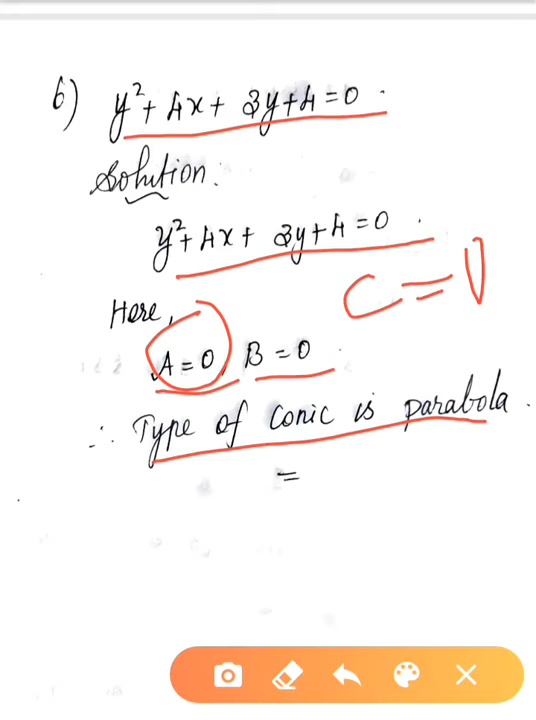 6) y²+4x+3y+4=0.
Solution:
y²+4x+3y+4=0.
Here,
C=0
A=0, B=0
∴ Type of conic is parabola.
=